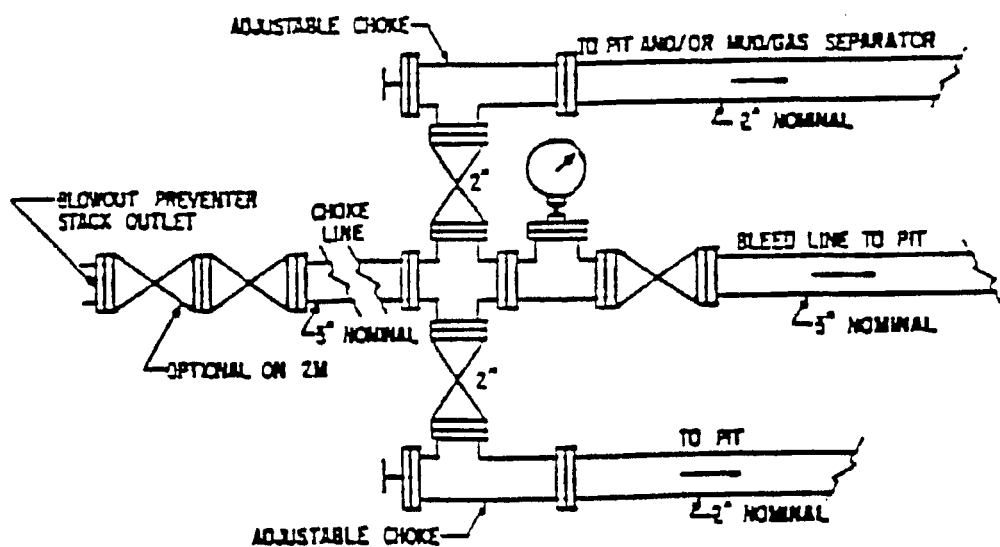 ADJUSTABLE CHOKE
TO PIT AND/OR MUD/GAS SEPARATOR
2" NOMINAL
2"
BLOWOUT PREVENTER
STACK OUTLET
CHOKE
LINE
BLEED LINE TO PIT
3" NOMINAL
3" NOMINAL
OPTIONAL ON 2M
2"
TO PIT
2" NOMINAL
ADJUSTABLE CHOKE